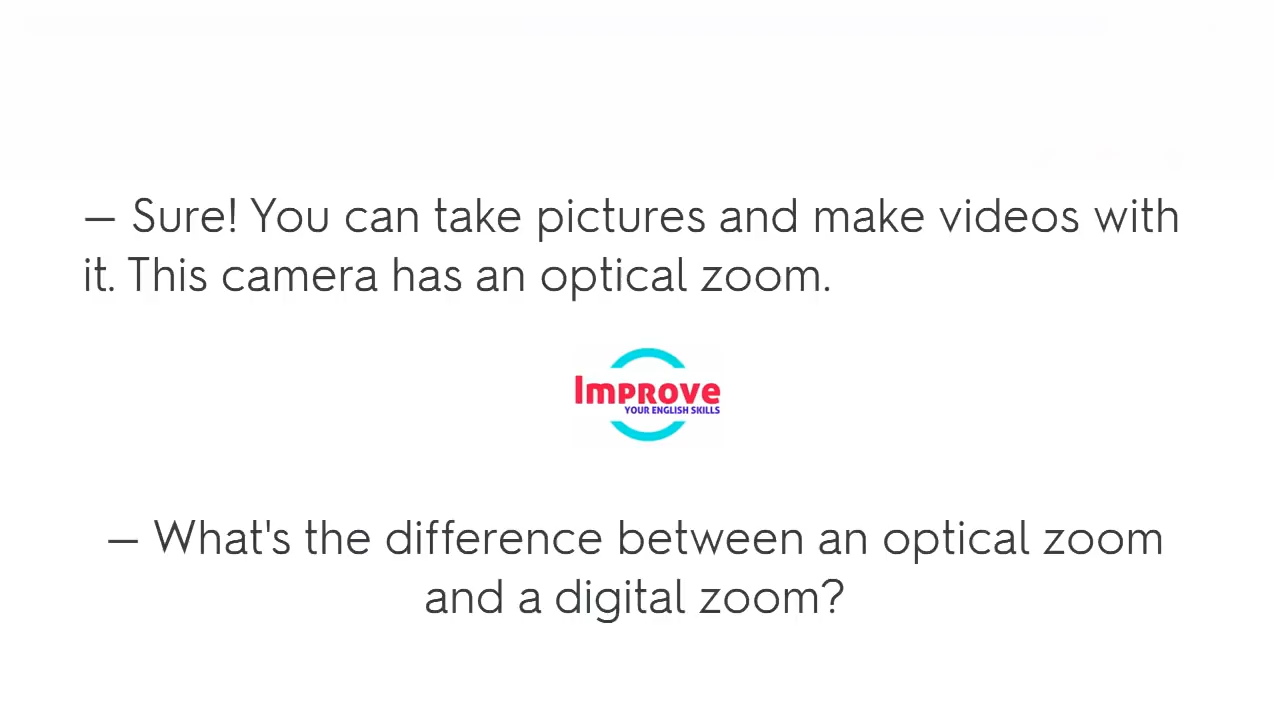 — Sure! You can take pictures and make videos with
it. This camera has an optical zoom.
Improve
YOUR ENGLISH SKILLS
— What's the difference between an optical zoom
and a digital zoom?